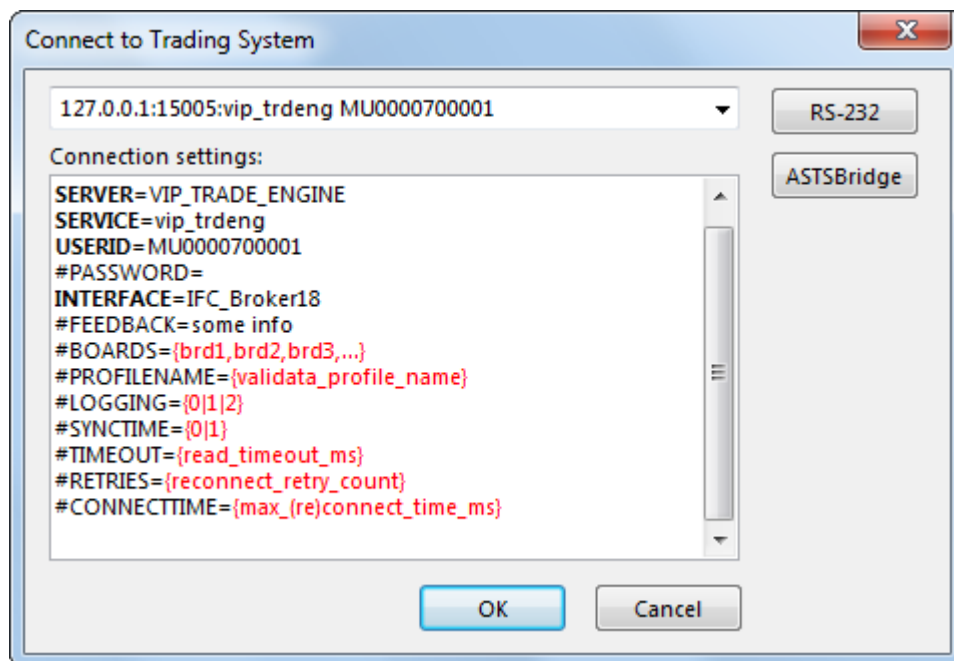 Connect to Trading System
127.0.0.1:15005:vip_trdeng MU0000700001
RS-232
Connection settings:
ASTSBridge
SERVER=VIP_TRADE_ENGINE
SERVICE=vip_trdeng
USERID=MU0000700001
#PASSWORD=
INTERFACE=IFC_Broker18
#FEEDBACK=some info
#BOARDS={brd1,brd2,brd3,...}
#PROFILENAME={validata_profile_name}
#LOGGING={0|1|2}
#SYNCTIME={0|1}
#TIMEOUT={read_timeout_ms}
#RETRIES={reconnect_retry_count}
#CONNECTTIME={max_(re)connect_time_ms}
OK
Cancel